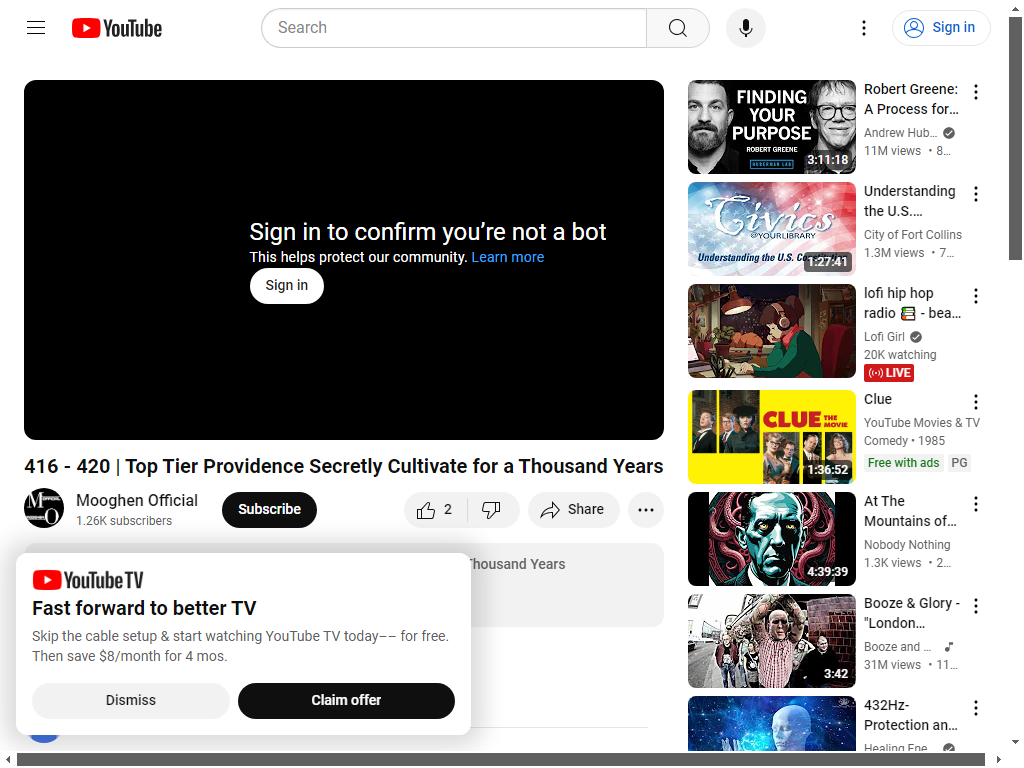 YouTube
Search
Sign in
Sign in to confirm you're not a bot
This helps protect our community. Learn more
Sign in
416 - 420 | Top Tier Providence Secretly Cultivate for a Thousand Years
Mooghen Official
1.26K subscribers
Subscribe
2
Share
Thousand Years
YouTube TV
Fast forward to better TV
Skip the cable setup & start watching YouTube TV today–– for free.
Then save $8/month for 4 mos.
Dismiss
Claim offer
FINDING
YOUR
PURPOSE
ROBERT GREENE
HUBERMAN LAB
3:11:18
Robert Greene:
A Process for…
Andrew Hub…
11M views • 8…
Civics
@YOUR LIBRARY
Understanding the U.S.
1:27:41
Understanding
the U.S.…
City of Fort Collins
1.3M views • 7…
lofi hip hop
radio 📚 - bea…
Lofi Girl
20K watching
LIVE
CLUE THE MOVIE
1:36:52
Clue
YouTube Movies & TV
Comedy • 1985
Free with ads
PG
4:39:39
At The
Mountains of…
Nobody Nothing
1.3K views • 2…
3:42
Booze & Glory -
"London…
Booze and …
31M views • 11…
432Hz-
Protection an…
Healing Ene…